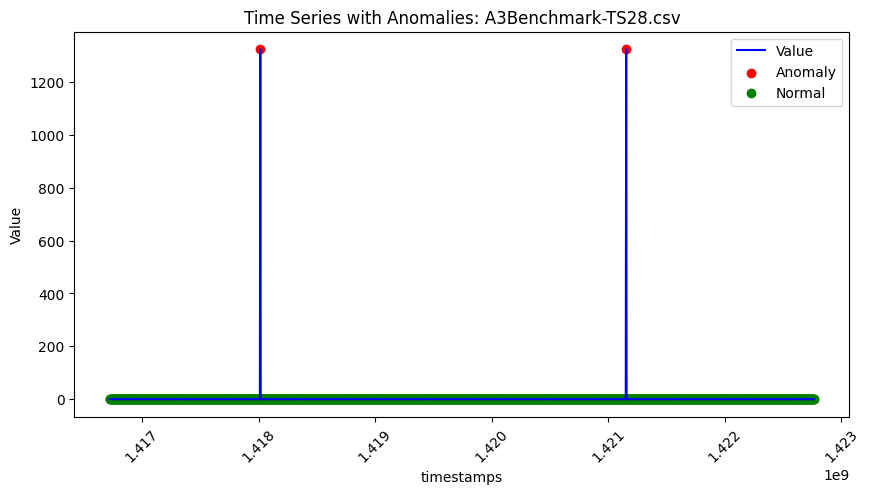 Time Series with Anomalies: A3Benchmark-TS28.csv
Value
Anomaly
Normal
1200
1000
800
600
400
200
0
Value
1.417
1.418
1.419
1.420
1.421
1.422
1.423
1e9
timestamps